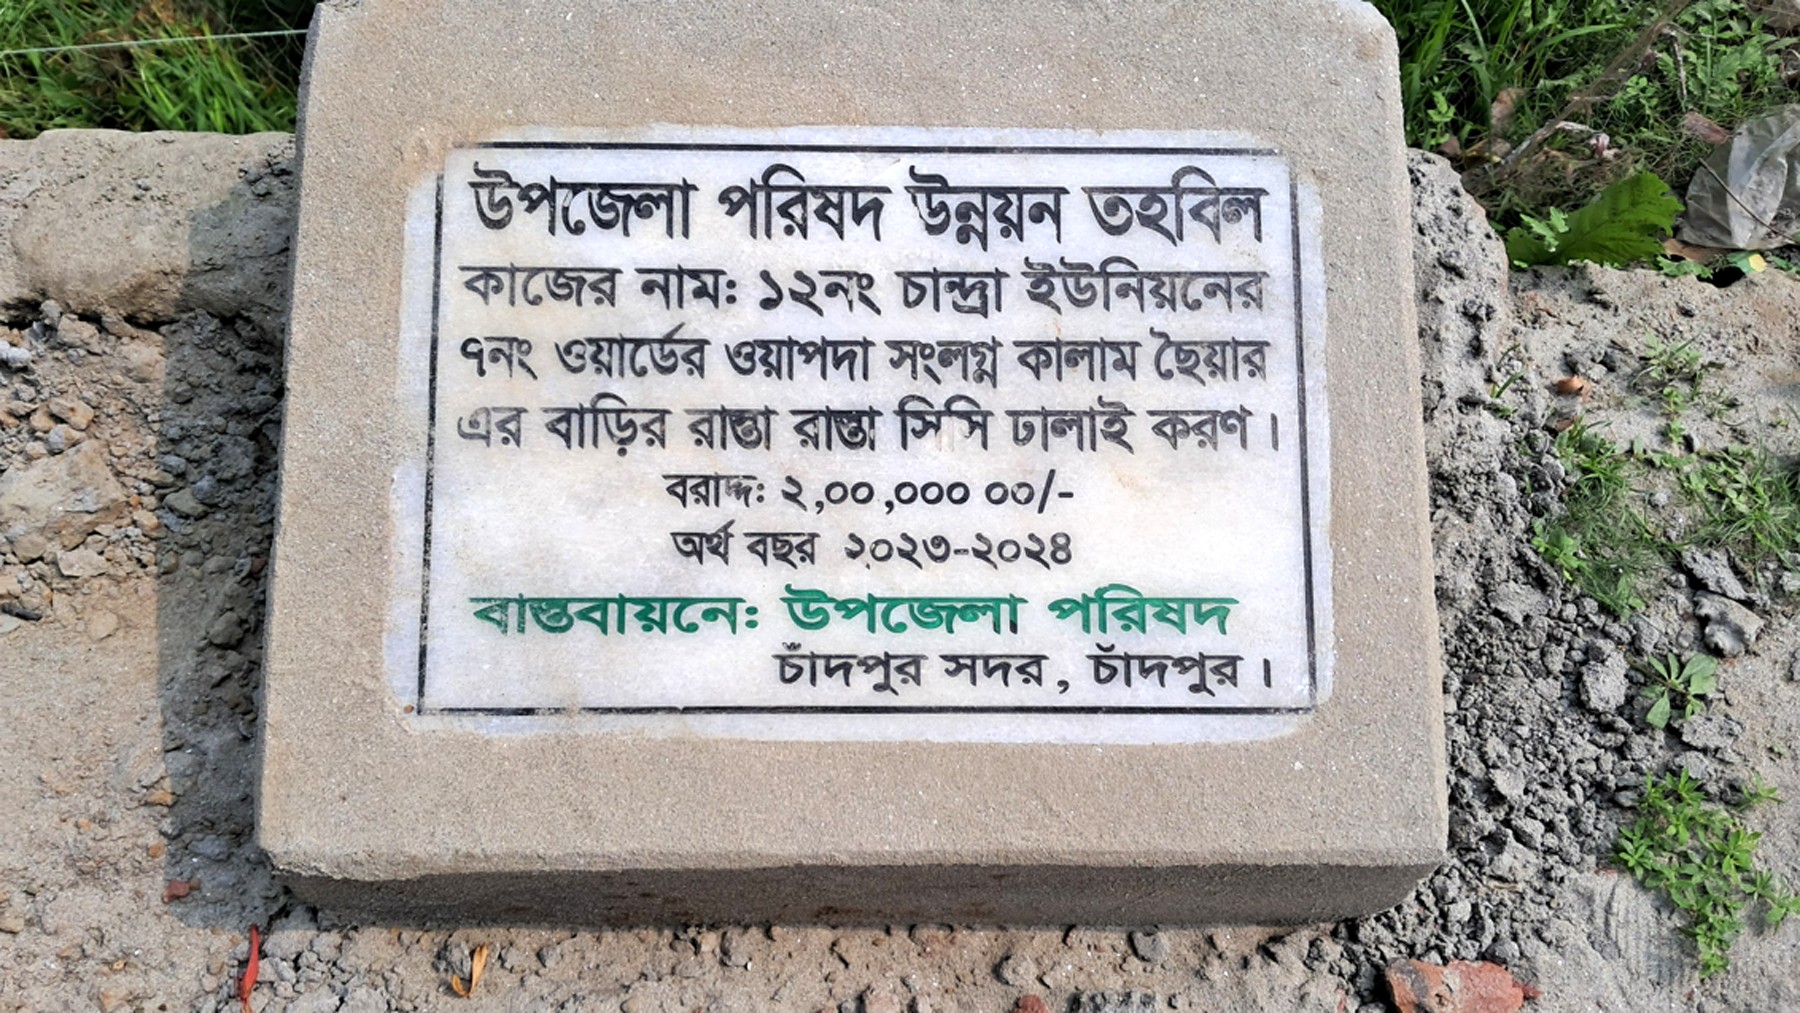 উপজেলা পরিষদ উন্নয়ন তহবিল
কাজের নাম: ১২নং চান্দ্রা ইউনিয়নের
৭নং ওয়ার্ডের ওয়াপদা সংলগ্ন কালাম ছৈয়ার
এর বাড়ির রাস্তা রাস্তা সিসি ঢালাই করণ।
বরাদ্দ: ২,০০,০০০ ০০/-
অর্থ বছর ২০২৩-২০২৪
বাস্তবায়নে: উপজেলা পরিষদ
চাঁদপুর সদর, চাঁদপুর।